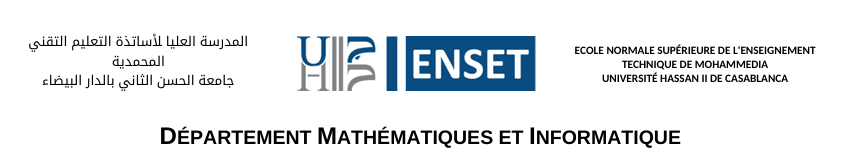 المدرسة العليا لأساتذة التعليم التقني
المحمدية
جامعة الحسن الثاني بالدار البيضاء
UH
ENSET
ECOLE NORMALE SUPÉRIEURE DE L'ENSEIGNEMENT
TECHNIQUE DE MOHAMMEDIA
UNIVERSITÉ HASSAN II DE CASABLANCA
DÉPARTEMENT MATHÉMATIQUES ET INFORMATIQUE